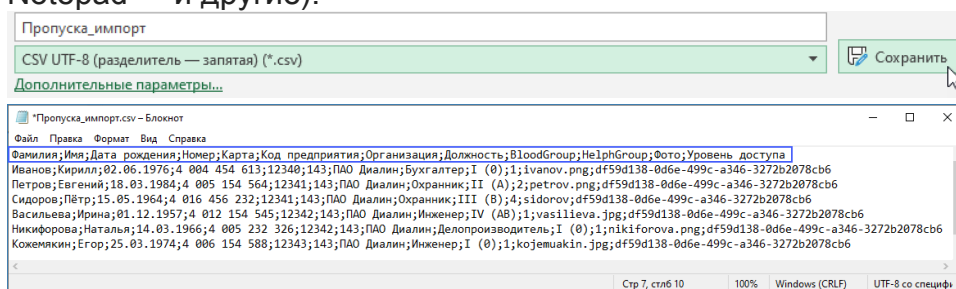 Notepad и другие).
Пропуска_импорт
CSV UTF-8 (разделитель — запятая) (*.csv)
Сохранить
Дополнительные параметры...
*Пропуска_импорт.csv – Блокнот
Файл Правка Формат Вид Справка
Фамилия;Имя;Дата рождения;Номер;Карта;Код предприятия;Организация;Должность;BloodGroup;HelphGroup;Фото;Уровень доступа
Иванов;Кирилл;02.06.1976;4 004 454 613;12340;143;ПАО Диалин;Бухгалтер;I (0);1;ivanov.png;df59d138-0d6e-499c-a346-3272b2078cb6
Петров;Евгений;18.03.1984;4 005 154 564;12341;143;ПАО Диалин;Охранник;II (A);2;petrov.png;df59d138-0d6e-499c-a346-3272b2078cb6
Сидоров;Пётр;15.05.1964;4 016 456 232;12341;143;ПАО Диалин;Охранник;III (B);4;sidorov;df59d138-0d6e-499c-a346-3272b2078cb6
Васильева;Ирина;01.12.1957;4 012 154 545;12342;143;ПАО Диалин;Инженер;IV (AB);1;vasilieva.jpg;df59d138-0d6e-499c-a346-3272b2078cb6
Никифорова;Наталья;14.03.1966;4 005 232 326;12342;143;ПАО Диалин;Делопроизводитель;I (0);1;nikiforova.png;df59d138-0d6e-499c-a346-3272b2078cb6
Кожемякин;Егор;25.03.1974;4 006 154 588;12343;143;ПАО Диалин;Инженер;I (0);1;kojemuakin.jpg;df59d138-0d6e-499c-a346-3272b2078cb6
Стр 7, стлб 10 100% Windows (CRLF) UTF-8 со специф